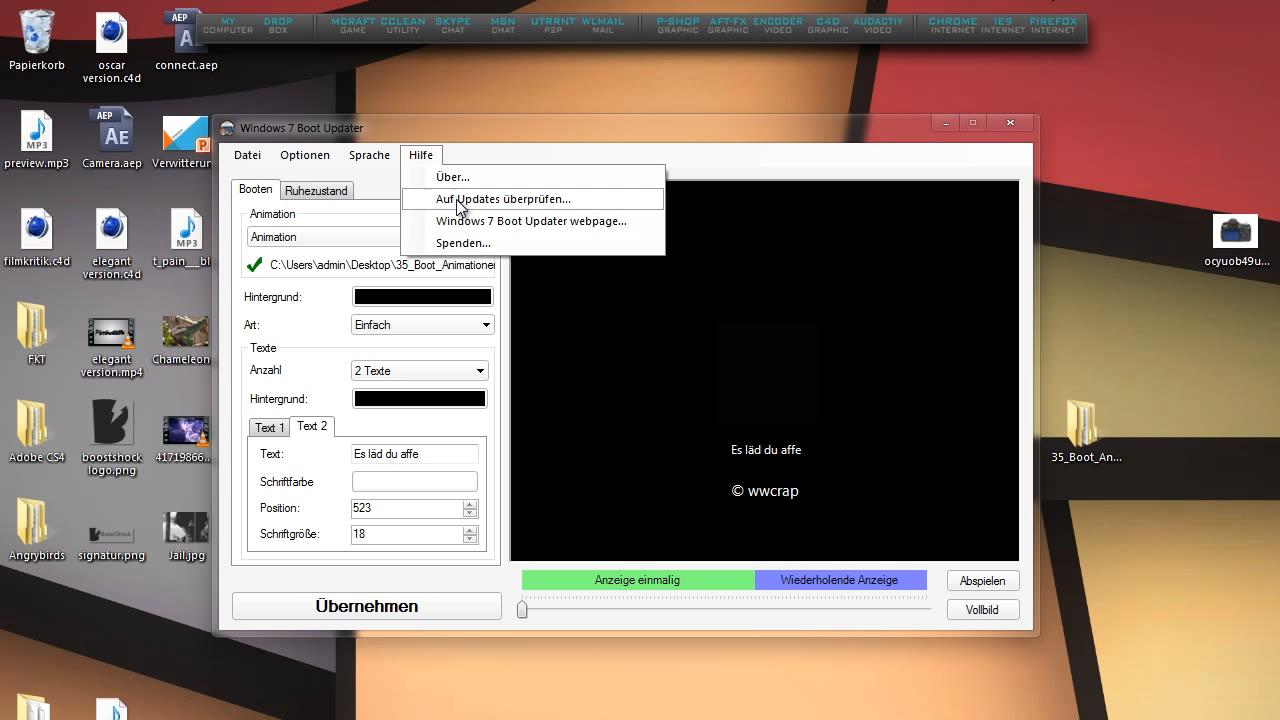 MY COMPUTER
DROP BOX
MCRAFT GAME
CCLEAN UTILITY
SKYPE CHAT
MSN CHAT
UTRRNT P2P
WLMAIL MAIL
P-SHOP GRAPHIC
AFT-FX GRAPHIC
ENCODER VIDEO
C4D GRAPHIC
AUDACTIY VIDEO
CHROME INTERNET
IE9 INTERNET
FIREFOX INTERNET
Papierkorb
oscar version.c4d
AEP
connect.aep
MP3
preview.mp3
AEP
Camera.aep
Verwitterun
filmkritik.c4d
elegant version.c4d
MP3
t_pain___bl
FKT
elegant version.mp4
Chameleon
Adobe CS4
boostshock logo.png
41719866...
Angrybirds
signatur.png
Jail.jpg
ocyuob49u...
35_Boot_An...
Windows 7 Boot Updater
Datei Optionen Sprache Hilfe
Über...
Auf Updates überprüfen...
Windows 7 Boot Updater webpage...
Spenden...
Booten Ruhezustand
Animation
Animation
C:\Users\admin\Desktop\35_Boot_Animationen
Hintergrund:
Art: Einfach
Texte
Anzahl 2 Texte
Hintergrund:
Text 1 Text 2
Text: Es läd du affe
Schriftfarbe
Position: 523
Schriftgröße: 18
Übernehmen
Es läd du affe
© wwcrap
Anzeige einmalig Wiederholende Anzeige
Abspielen
Vollbild